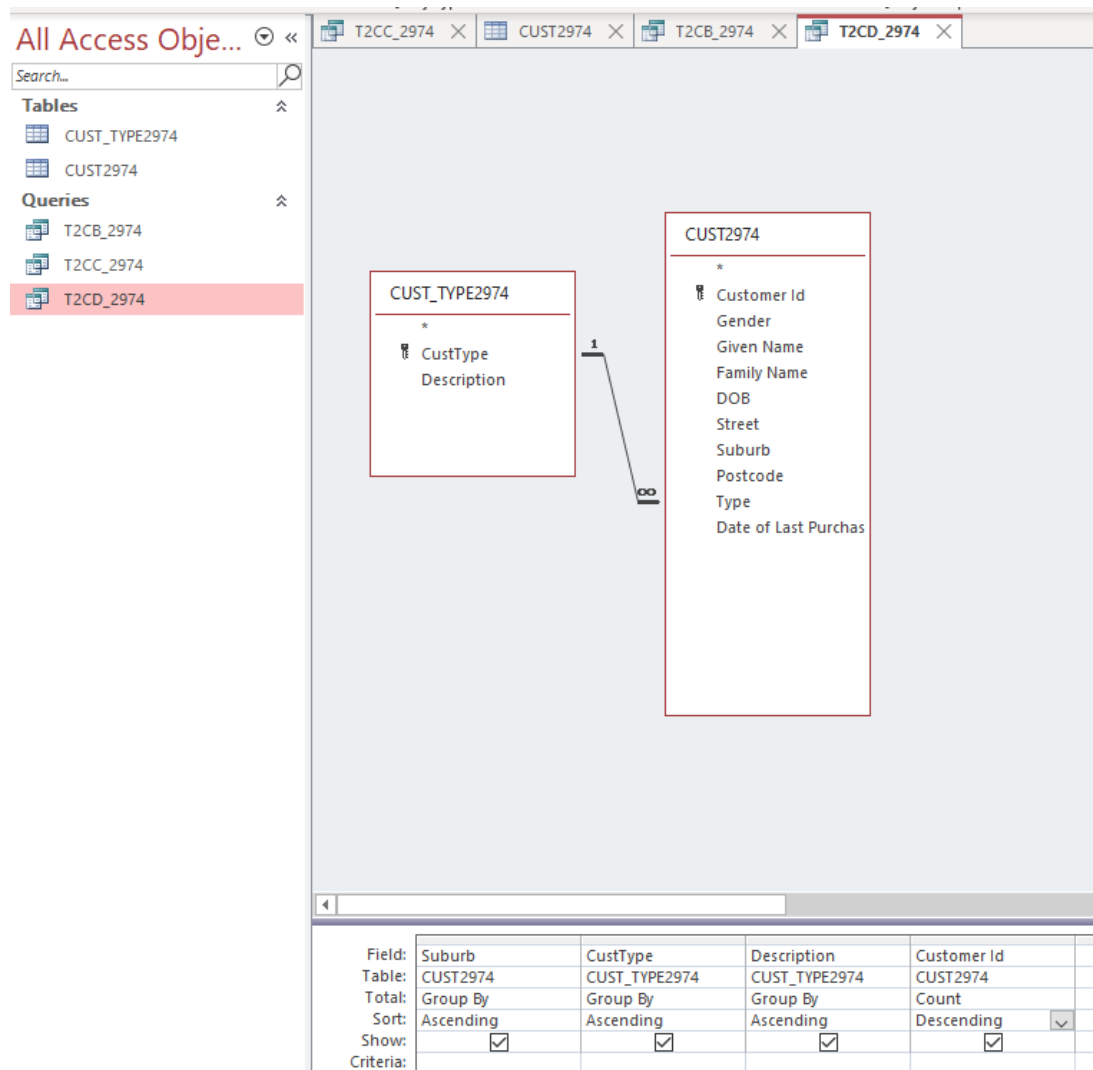 All Access Obje...
Search...
Tables
CUST_TYPE2974
CUST2974
Queries
T2CB_2974
T2CC_2974
T2CD_2974
T2CC_2974 CUST2974 T2CB_2974 T2CD_2974
CUST_TYPE2974
*
CustType
Description
1
∞
CUST2974
*
Customer Id
Gender
Given Name
Family Name
DOB
Street
Suburb
Postcode
Type
Date of Last Purchas
Field: Suburb CustType Description Customer Id
Table: CUST2974 CUST_TYPE2974 CUST_TYPE2974 CUST2974
Total: Group By Group By Group By Count
Sort: Ascending Ascending Ascending Descending
Show:
Criteria: